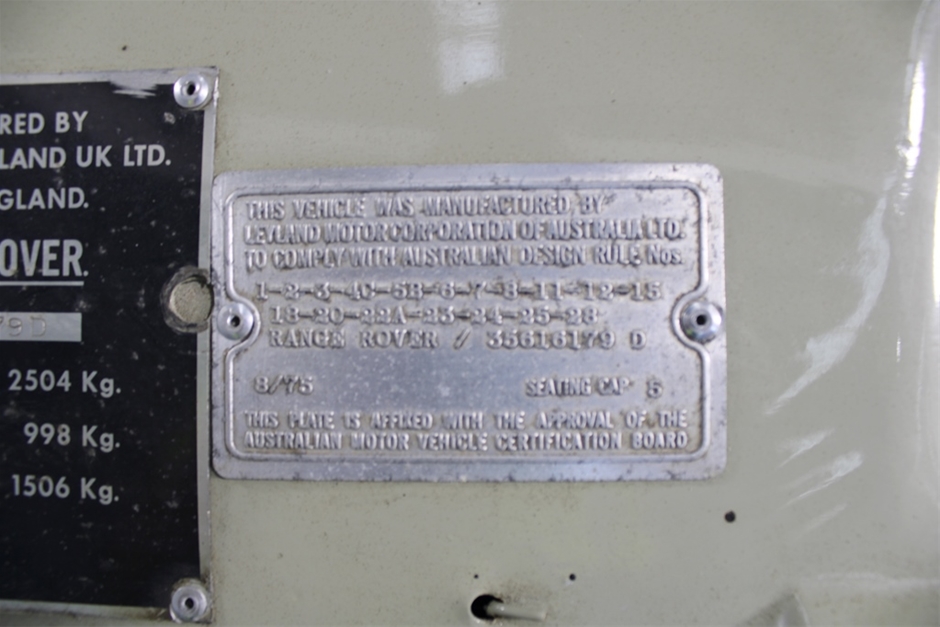 RED BY
LAND UK LTD.
GLAND.
OVER.
79D
2504 Kg.
998 Kg.
1506 Kg.
THIS VEHICLE WAS MANUFACTURED BY
LEYLAND MOTOR CORPORATION OF AUSTRALIA LTD.
TO COMPLY WITH AUSTRALIAN DESIGN RULE Nos.
1-2-3-4C-5B-6-7-8-11-12-15
18-20-22A-23-24-25-28
RANGE ROVER / 35616179 D
8/75 SEATING CAP 5
THIS PLATE IS AFFIXED WITH THE APPROVAL OF THE
AUSTRALIAN MOTOR VEHICLE CERTIFICATION BOARD